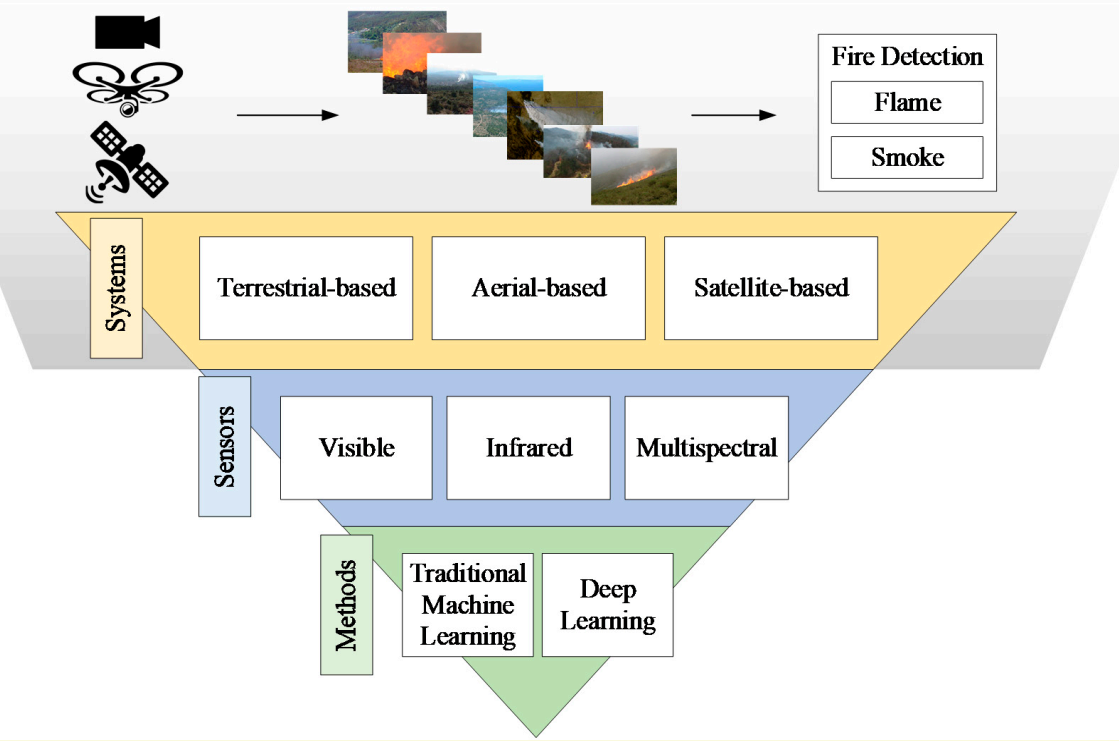 Fire Detection
Flame
Smoke
Systems
Terrestrial-based
Aerial-based
Satellite-based
Sensors
Visible
Infrared
Multispectral
Methods
Traditional
Machine
Learning
Deep
Learning